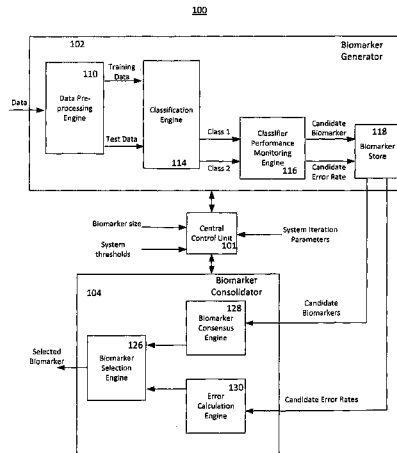 100
102
Biomarker
Generator
110
Training
Data
Data
Data Pre-
processing
Engine
Test Data
Classification
Engine
114
Class 1
Class 2
Classifier
Performance
Monitoring
Engine
116
Candidate
Biomarker
Candidate
Error Rate
118
Biomarker
Store
Biomarker size
System
thresholds
Central
Control Unit
101
System Iteration
Parameters
104
Biomarker
Consolidator
128
Biomarker
Consensus
Engine
Candidate
Biomarkers
Selected
Biomarker
126
Biomarker
Selection
Engine
130
Error
Calculation
Engine
Candidate Error Rates